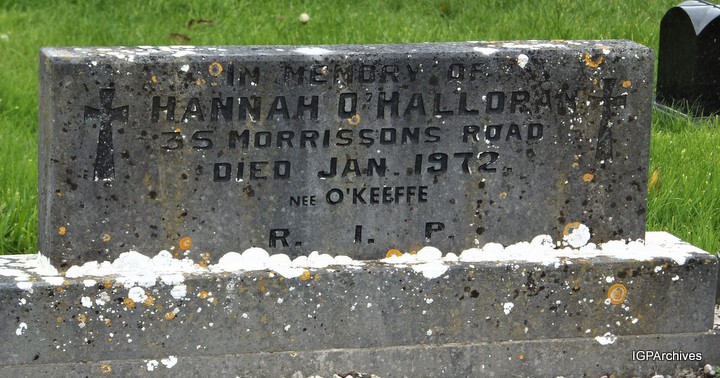 IN MEMORY OF
HANNAH O'HALLORAN
35 MORRISSONS ROAD
DIED JAN. 1972.
NEE O'KEEFFE
R. I. P.
IGPArchives